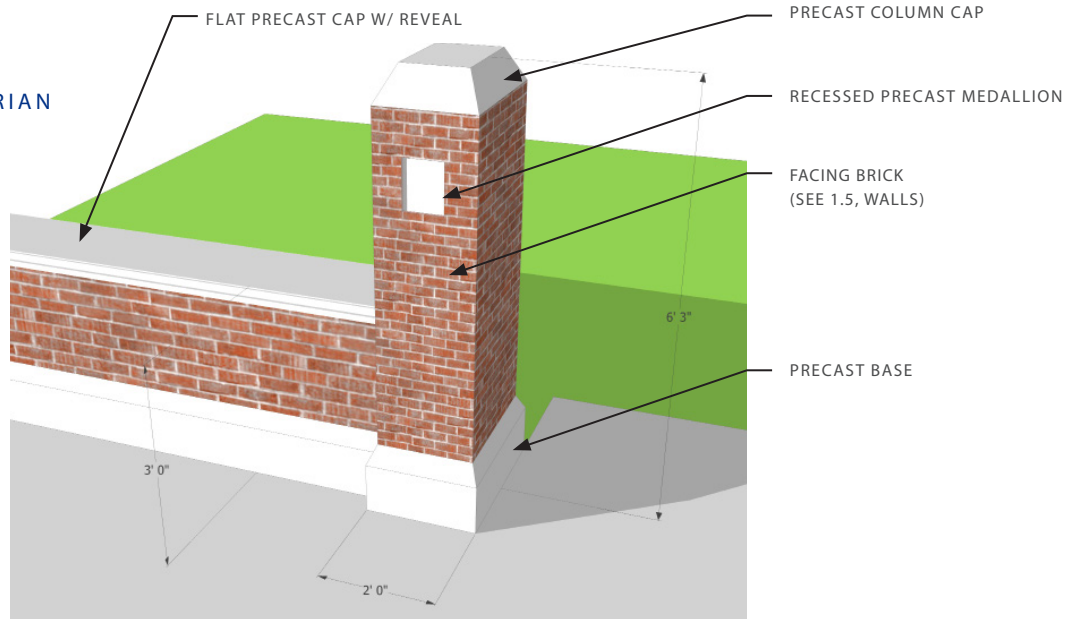 FLAT PRECAST CAP W/ REVEAL
PRECAST COLUMN CAP
RIAN
RECESSED PRECAST MEDALLION
FACING BRICK
(SEE 1.5, WALLS)
6' 3"
PRECAST BASE
3' 0"
2' 0"